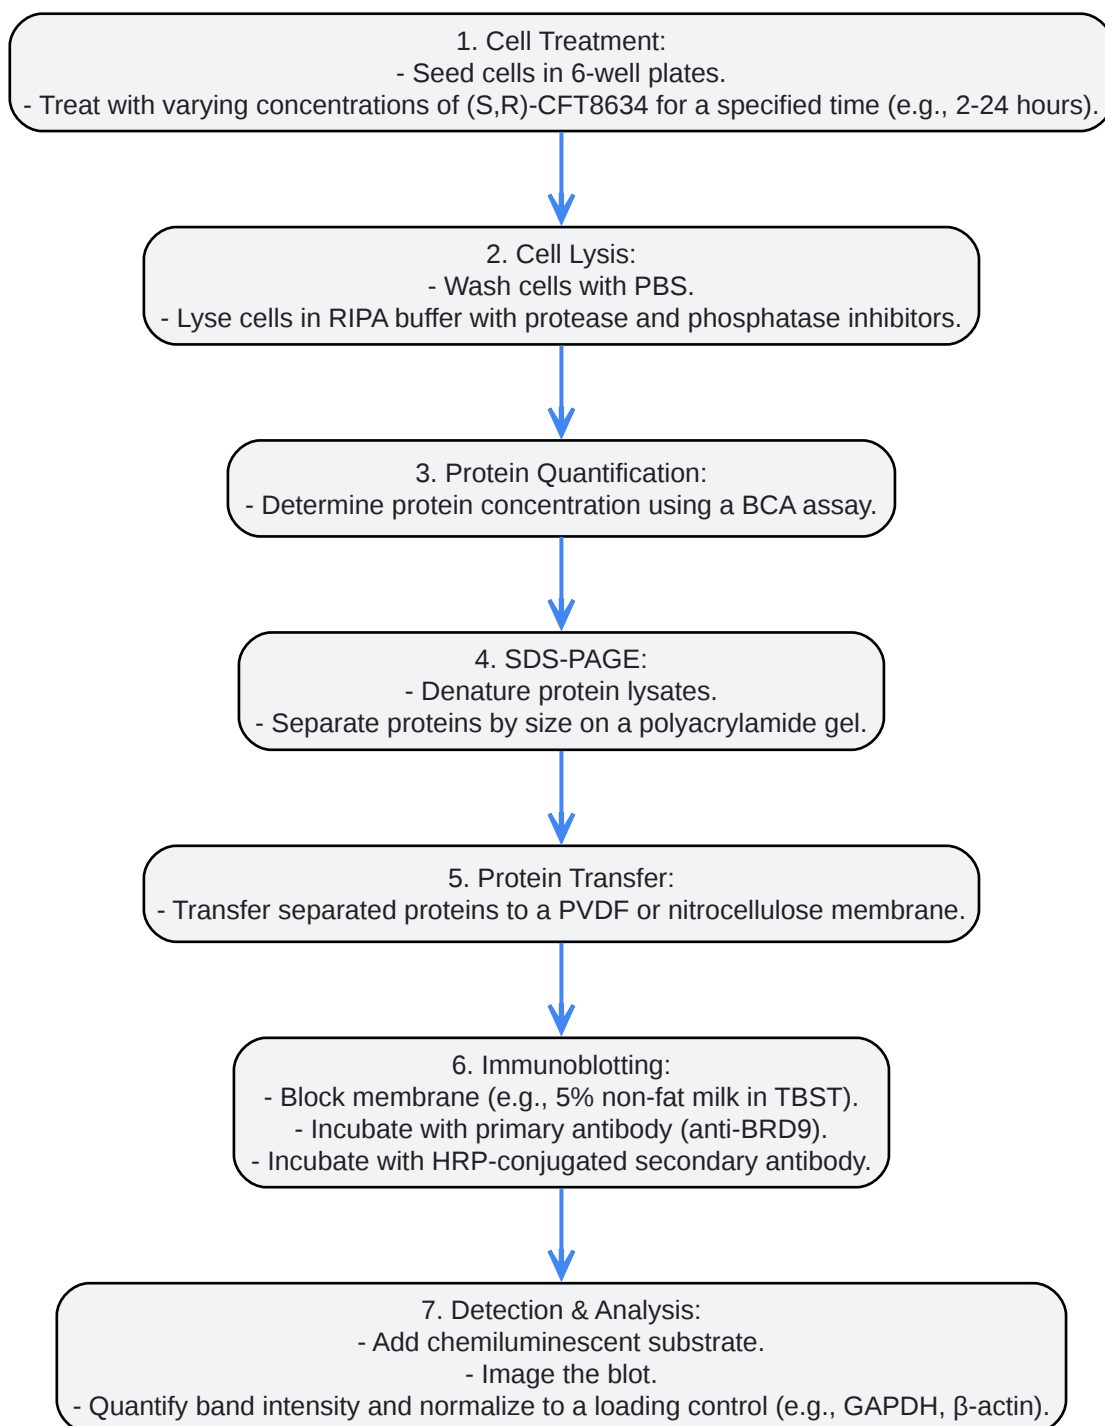 1. Cell Treatment:
- Seed cells in 6-well plates.
- Treat with varying concentrations of (S,R)-CFT8634 for a specified time (e.g., 2-24 hours).
2. Cell Lysis:
- Wash cells with PBS.
- Lyse cells in RIPA buffer with protease and phosphatase inhibitors.
3. Protein Quantification:
- Determine protein concentration using a BCA assay.
4. SDS-PAGE:
- Denature protein lysates.
- Separate proteins by size on a polyacrylamide gel.
5. Protein Transfer:
- Transfer separated proteins to a PVDF or nitrocellulose membrane.
6. Immunoblotting:
- Block membrane (e.g., 5% non-fat milk in TBST).
- Incubate with primary antibody (anti-BRD9).
- Incubate with HRP-conjugated secondary antibody.
7. Detection & Analysis:
- Add chemiluminescent substrate.
- Image the blot.
- Quantify band intensity and normalize to a loading control (e.g., GAPDH, β-actin).